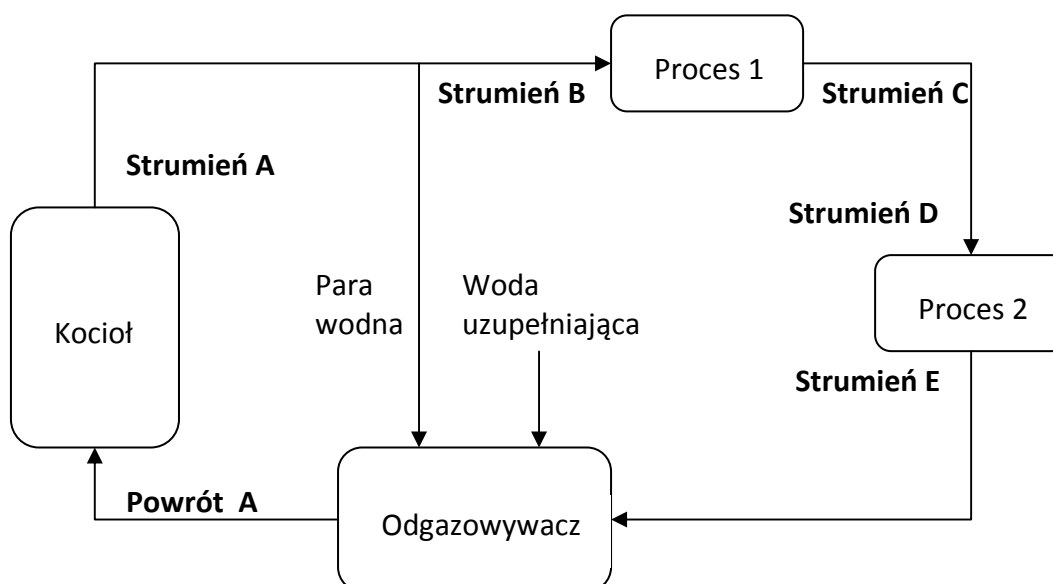 Proces 1
Strumień B
Strumień C
Strumień A
Strumień D
Para
wodna
Woda
uzupełniająca
Kocioł
Proces 2
Strumień E
Powrót  A
Odgazowywacz